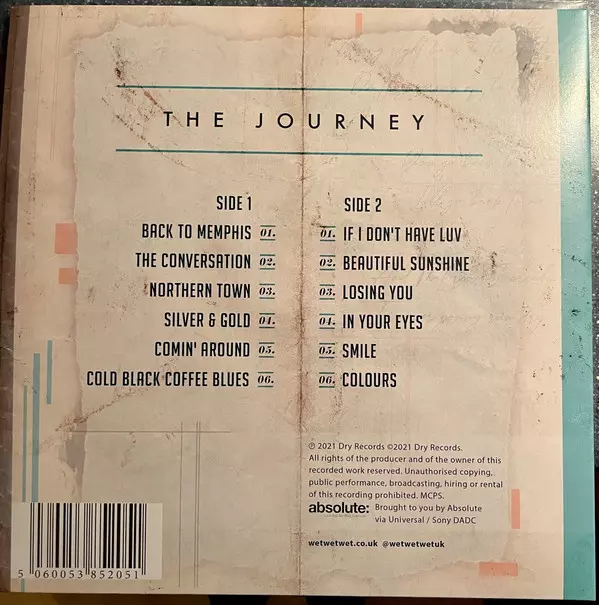 THE JOURNEY
SIDE 1
BACK TO MEMPHIS 01.
THE CONVERSATION 02.
NORTHERN TOWN 03.
SILVER & GOLD 04.
COMIN' AROUND 05.
COLD BLACK COFFEE BLUES 06.
SIDE 2
01. IF I DON'T HAVE LUV
02. BEAUTIFUL SUNSHINE
03. LOSING YOU
04. IN YOUR EYES
05. SMILE
06. COLOURS
℗ 2021 Dry Records ©2021 Dry Records.
All rights of the producer and of the owner of this
recorded work reserved. Unauthorised copying,
public performance, broadcasting, hiring or rental
of this recording prohibited. MCPS.
absolute: Brought to you by Absolute
via Universal / Sony DADC
wetwetwet.co.uk @wetwetwetuk
5 060053 852051